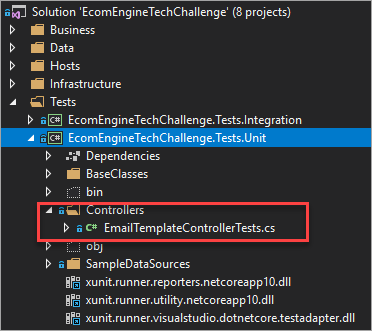 Solution 'EcomEngineTechChallenge' (8 projects)
Business
Data
Hosts
Infrastructure
Tests
C# EcomEngineTechChallenge.Tests.Integration
C# EcomEngineTechChallenge.Tests.Unit
Dependencies
BaseClasses
bin
Controllers
C# EmailTemplateControllerTests.cs
obj
SampleDataSources
xunit.runner.reporters.netcoreapp10.dll
xunit.runner.utility.netcoreapp10.dll
xunit.runner.visualstudio.dotnetcore.testadapter.dll